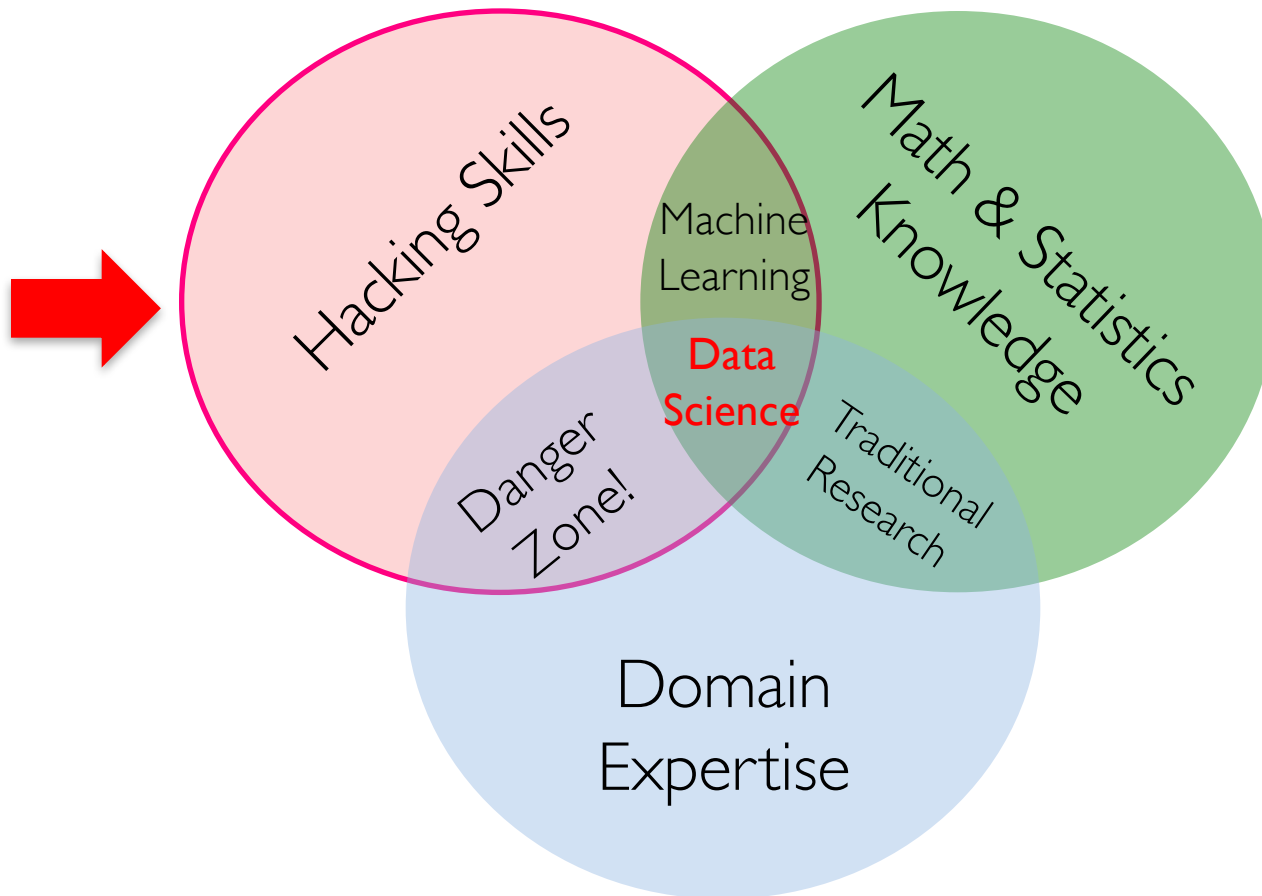 Hacking Skills
Math & Statistics
Knowledge
Machine
Learning
Data
Science
Danger
Zone!
Traditional
Research
Domain
Expertise